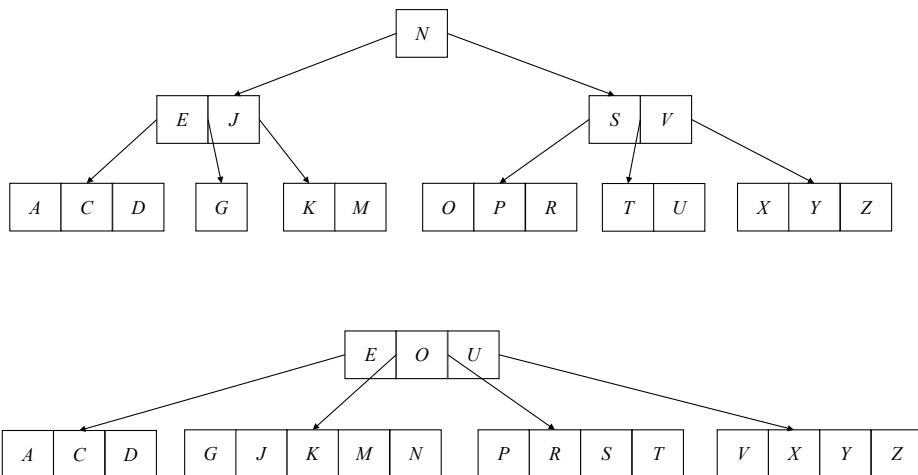 N
E J S V
A C D G K M O P R T U X Y Z
E O U
A C D G J K M N P R S T V X Y Z